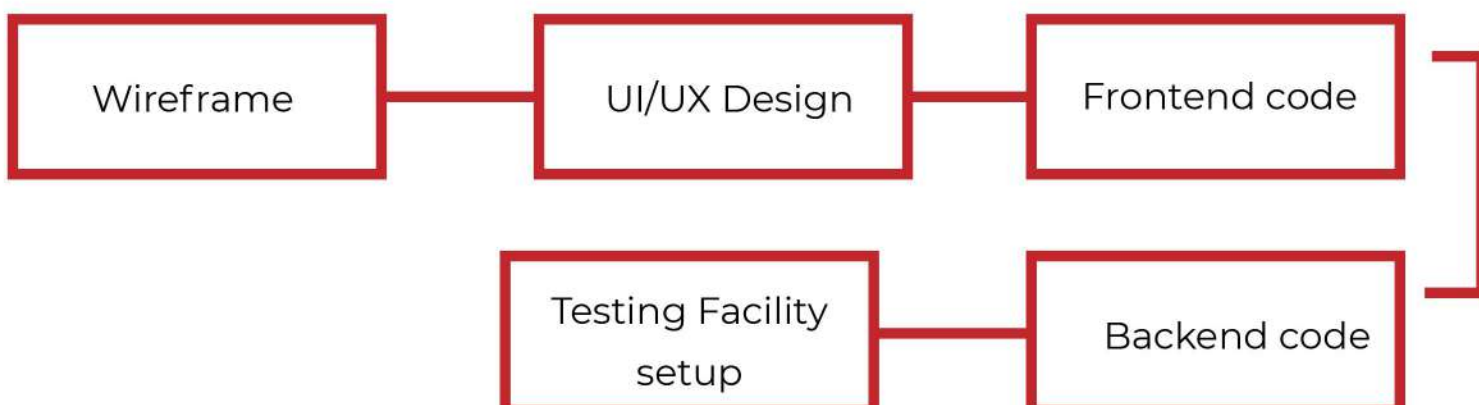 Wireframe
UI/UX Design
Frontend code
Testing Facility
setup
Backend code